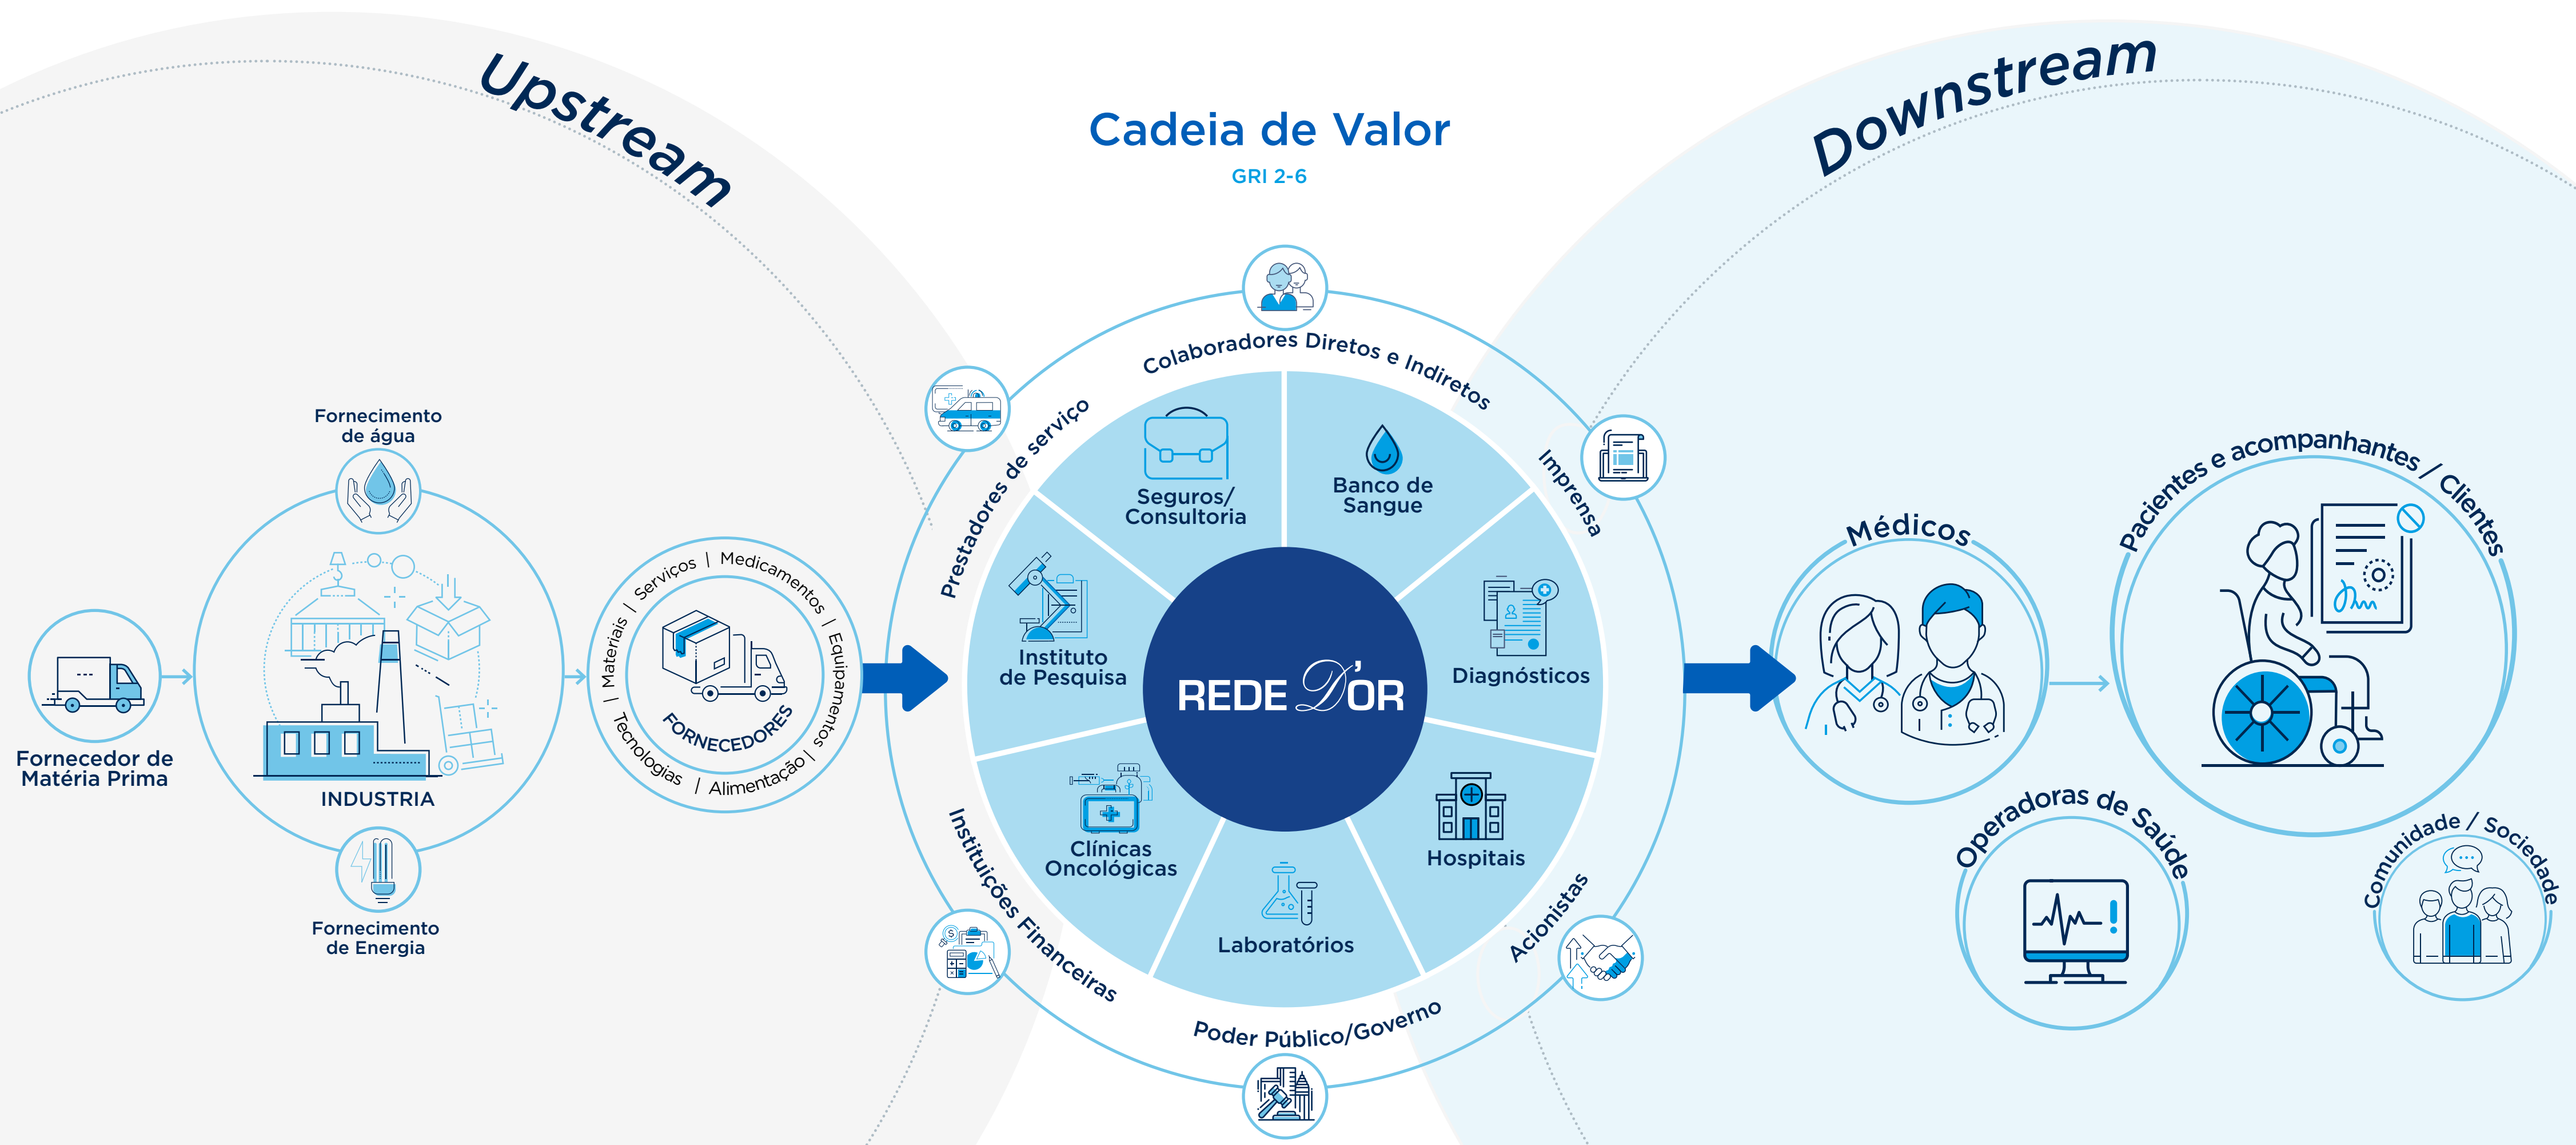 Upstream
Cadeia de Valor
GRI 2-6
Downstream
Fornecedor de
Matéria Prima
Fornecimento
de água
INDUSTRIA
Fornecimento
de Energia
Materiais | Serviços | Medicamentos | Equipamentos | Alimentação | Tecnologias |
FORNECEDORES
Colaboradores Diretos e Indiretos
Prestadores de serviço
Imprensa
Seguros/
Consultoria
Banco de
Sangue
Instituto
de Pesquisa
Diagnósticos
REDE D'OR
Clínicas
Oncológicas
Hospitais
Laboratórios
Instituições Financeiras
Acionistas
Poder Público/Governo
Médicos
Pacientes e acompanhantes / Clientes
Operadoras de Saúde
Comunidade / Sociedade